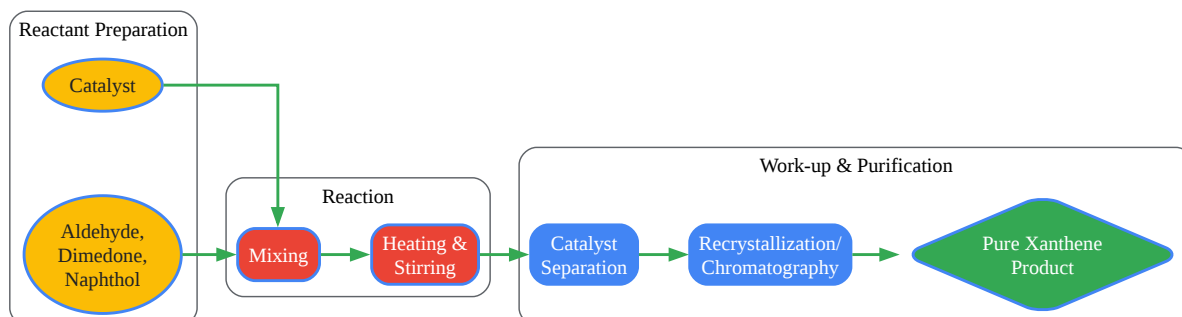 Reactant Preparation
Catalyst
Aldehyde,
Dimedone,
Naphthol
Reaction
Mixing
Heating &
Stirring
Work-up & Purification
Catalyst
Separation
Recrystallization/
Chromatography
Pure Xanthene
Product